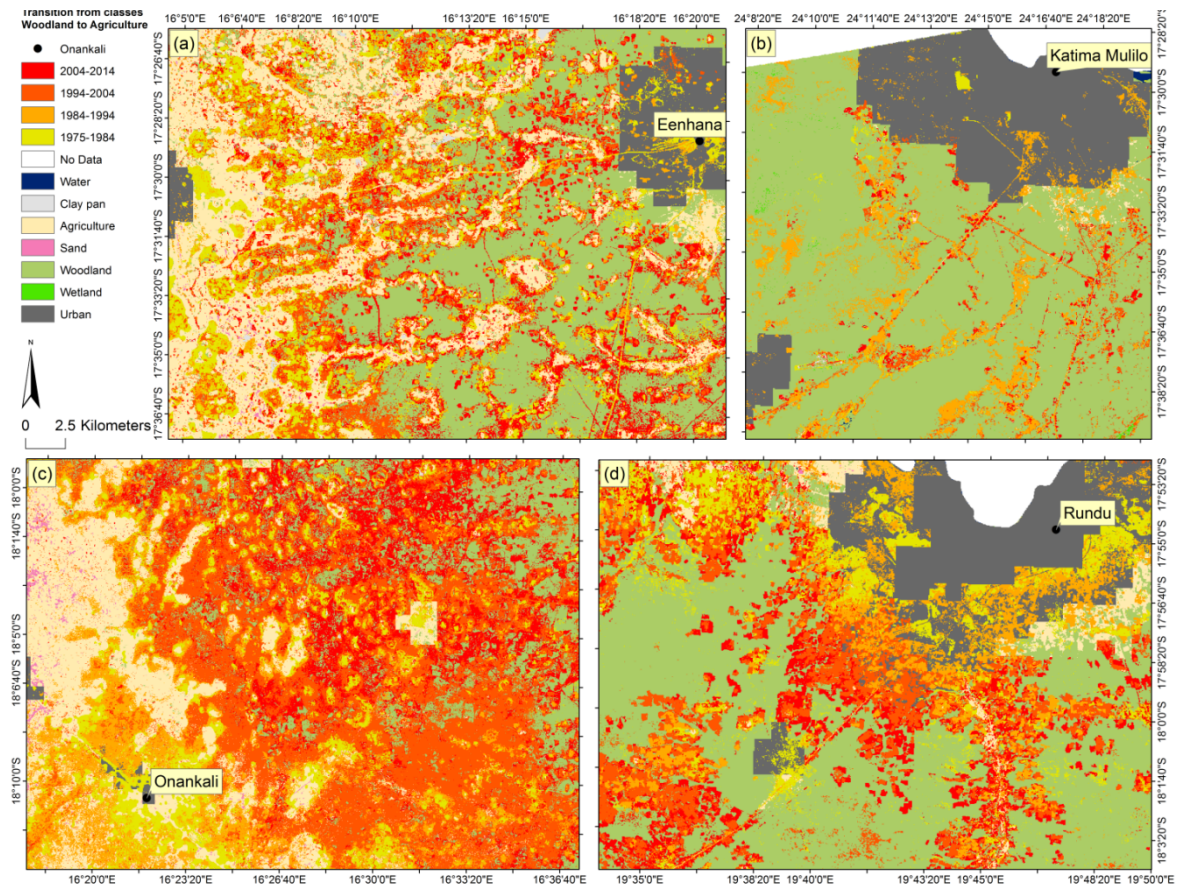 Transition from classes
Woodland to Agriculture
Onankali
2004-2014
1994-2004
1984-1994
1975-1984
No Data
Water
Clay pan
Agriculture
Sand
Woodland
Wetland
Urban
N
0 2.5 Kilometers
16°5'0"E 16°6'40"E 16°8'20"E 16°10'0"E 16°13'20"E 16°15'0"E 16°18'20"E 16°20'0"E
(a)
Eenhana
17°26'40"S
17°28'20"S
17°30'0"S
17°31'40"S
17°33'20"S
17°35'0"S
17°36'40"S
24°8'20"E 24°10'0"E 24°11'40"E 24°13'20"E 24°15'0"E 24°16'40"E 24°18'20"E
(b)
Katima Mulilo
17°28'20"S
17°30'0"S
17°31'40"S
17°33'20"S
17°35'0"S
17°36'40"S
17°38'20"S
(c)
Onankali
18°0'0"S
18°1'40"S
18°5'0"S
18°6'40"S
18°10'0"S
16°20'0"E 16°23'20"E 16°26'40"E 16°30'0"E 16°33'20"E 16°36'40"E
(d)
Rundu
17°53'20"S
17°55'0"S
17°56'40"S
17°58'20"S
18°0'0"S
18°1'40"S
18°3'20"S
19°35'0"E 19°38'20"E 19°40'0"E 19°43'20"E 19°45'0"E 19°50'0"E